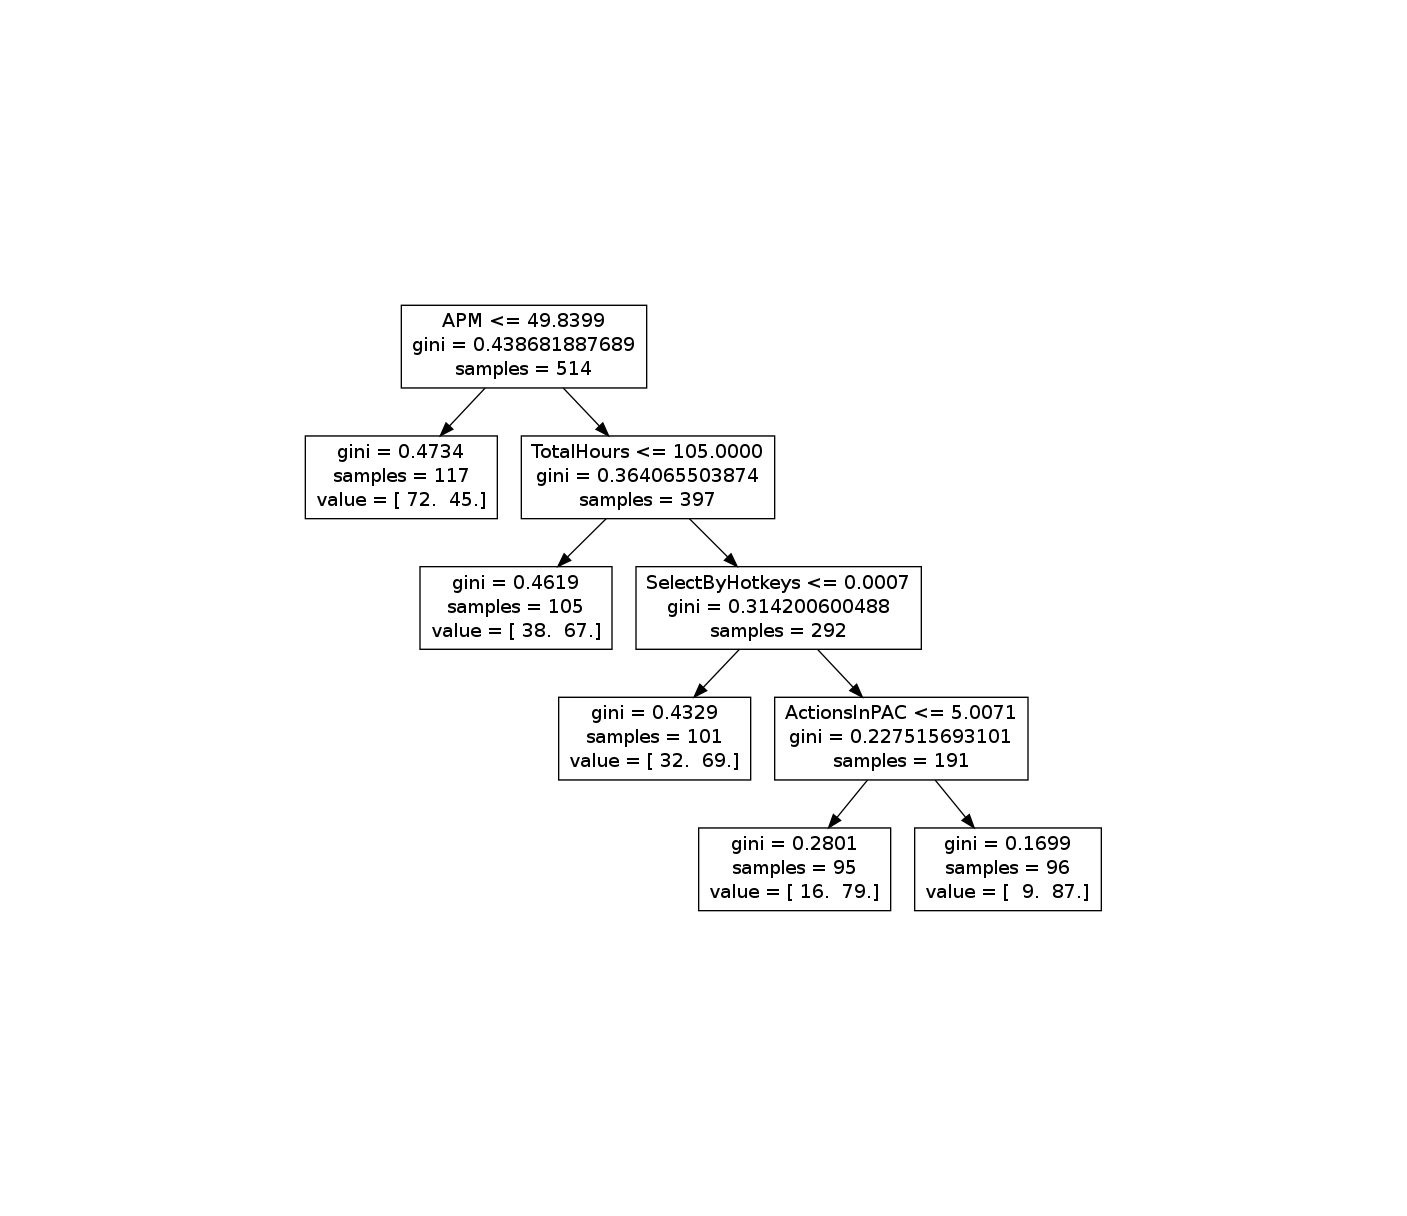 APM <= 49.8399
gini = 0.438681887689
samples = 514
gini = 0.4734
samples = 117
value = [ 72.  45.]
TotalHours <= 105.0000
gini = 0.364065503874
samples = 397
gini = 0.4619
samples = 105
value = [ 38.  67.]
SelectByHotkeys <= 0.0007
gini = 0.314200600488
samples = 292
gini = 0.4329
samples = 101
value = [ 32.  69.]
ActionsInPAC <= 5.0071
gini = 0.227515693101
samples = 191
gini = 0.2801
samples = 95
value = [ 16.  79.]
gini = 0.1699
samples = 96
value = [  9.  87.]